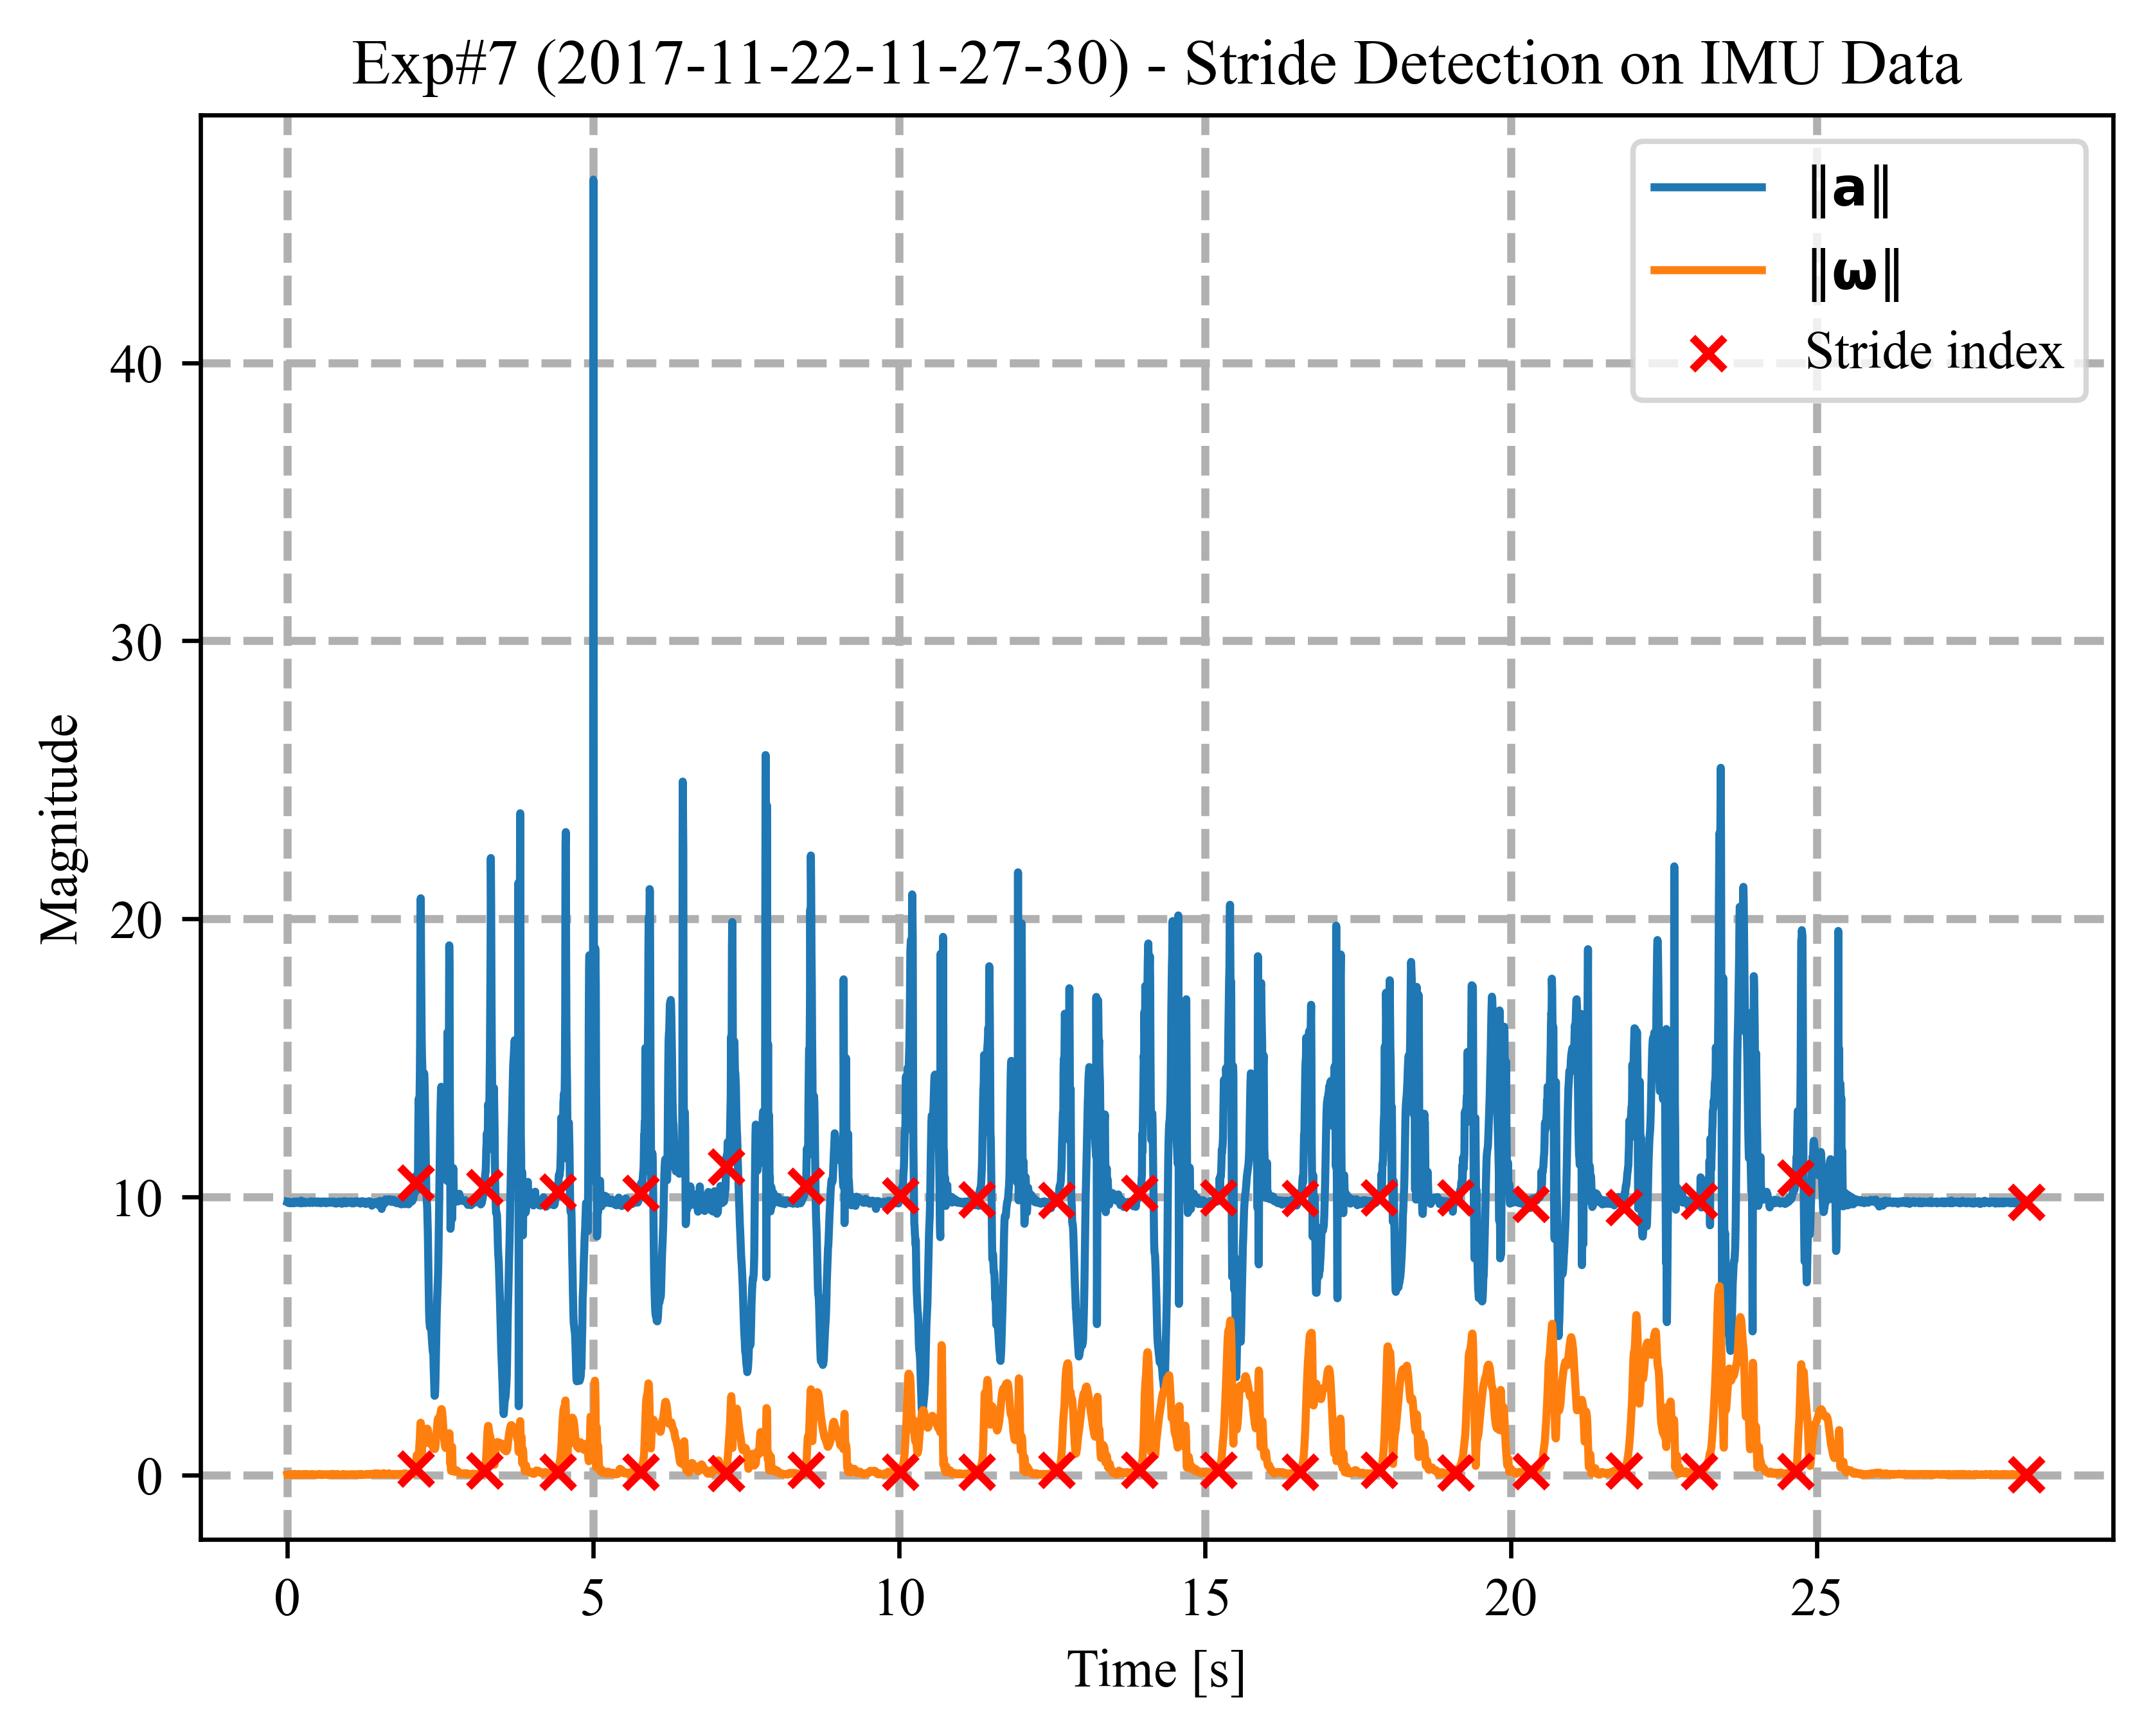 Exp#7 (2017-11-22-11-27-30) - Stride Detection on IMU Data
‖a‖
‖ω‖
Stride index
Magnitude
40
30
20
10
0
0 5 10 15 20 25
Time [s]